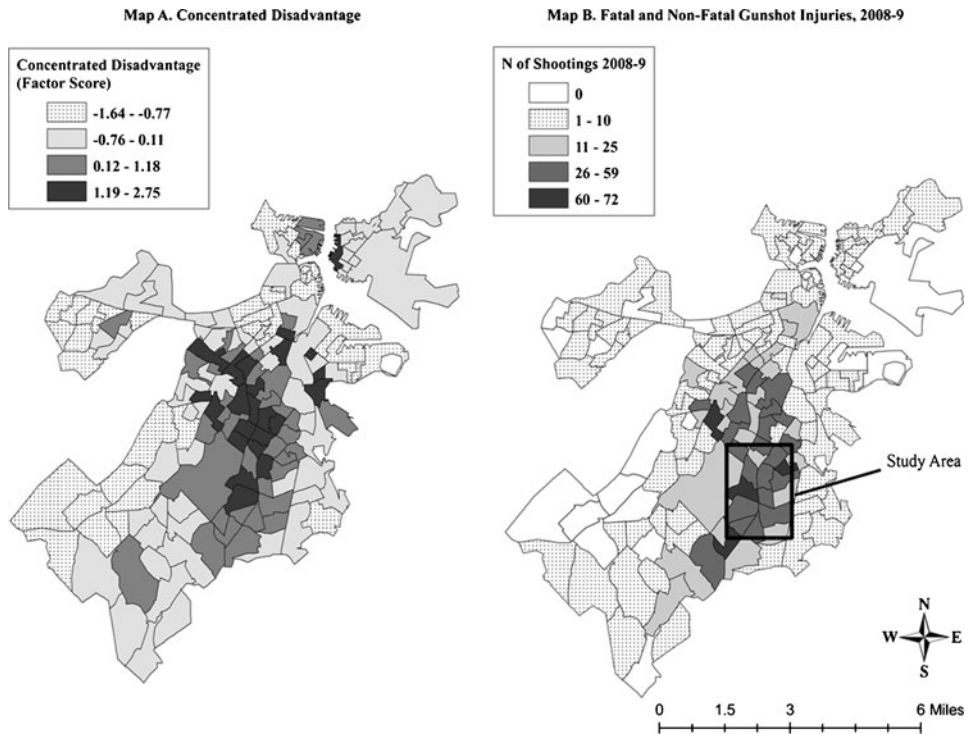 Map A. Concentrated Disadvantage
Concentrated Disadvantage
(Factor Score)
-1.64 - -0.77
-0.76 - 0.11
0.12 - 1.18
1.19 - 2.75
Map B. Fatal and Non-Fatal Gunshot Injuries, 2008-9
N of Shootings 2008-9
0
1 - 10
11 - 25
26 - 59
60 - 72
Study Area
N
W E
S
0 1.5 3 6 Miles